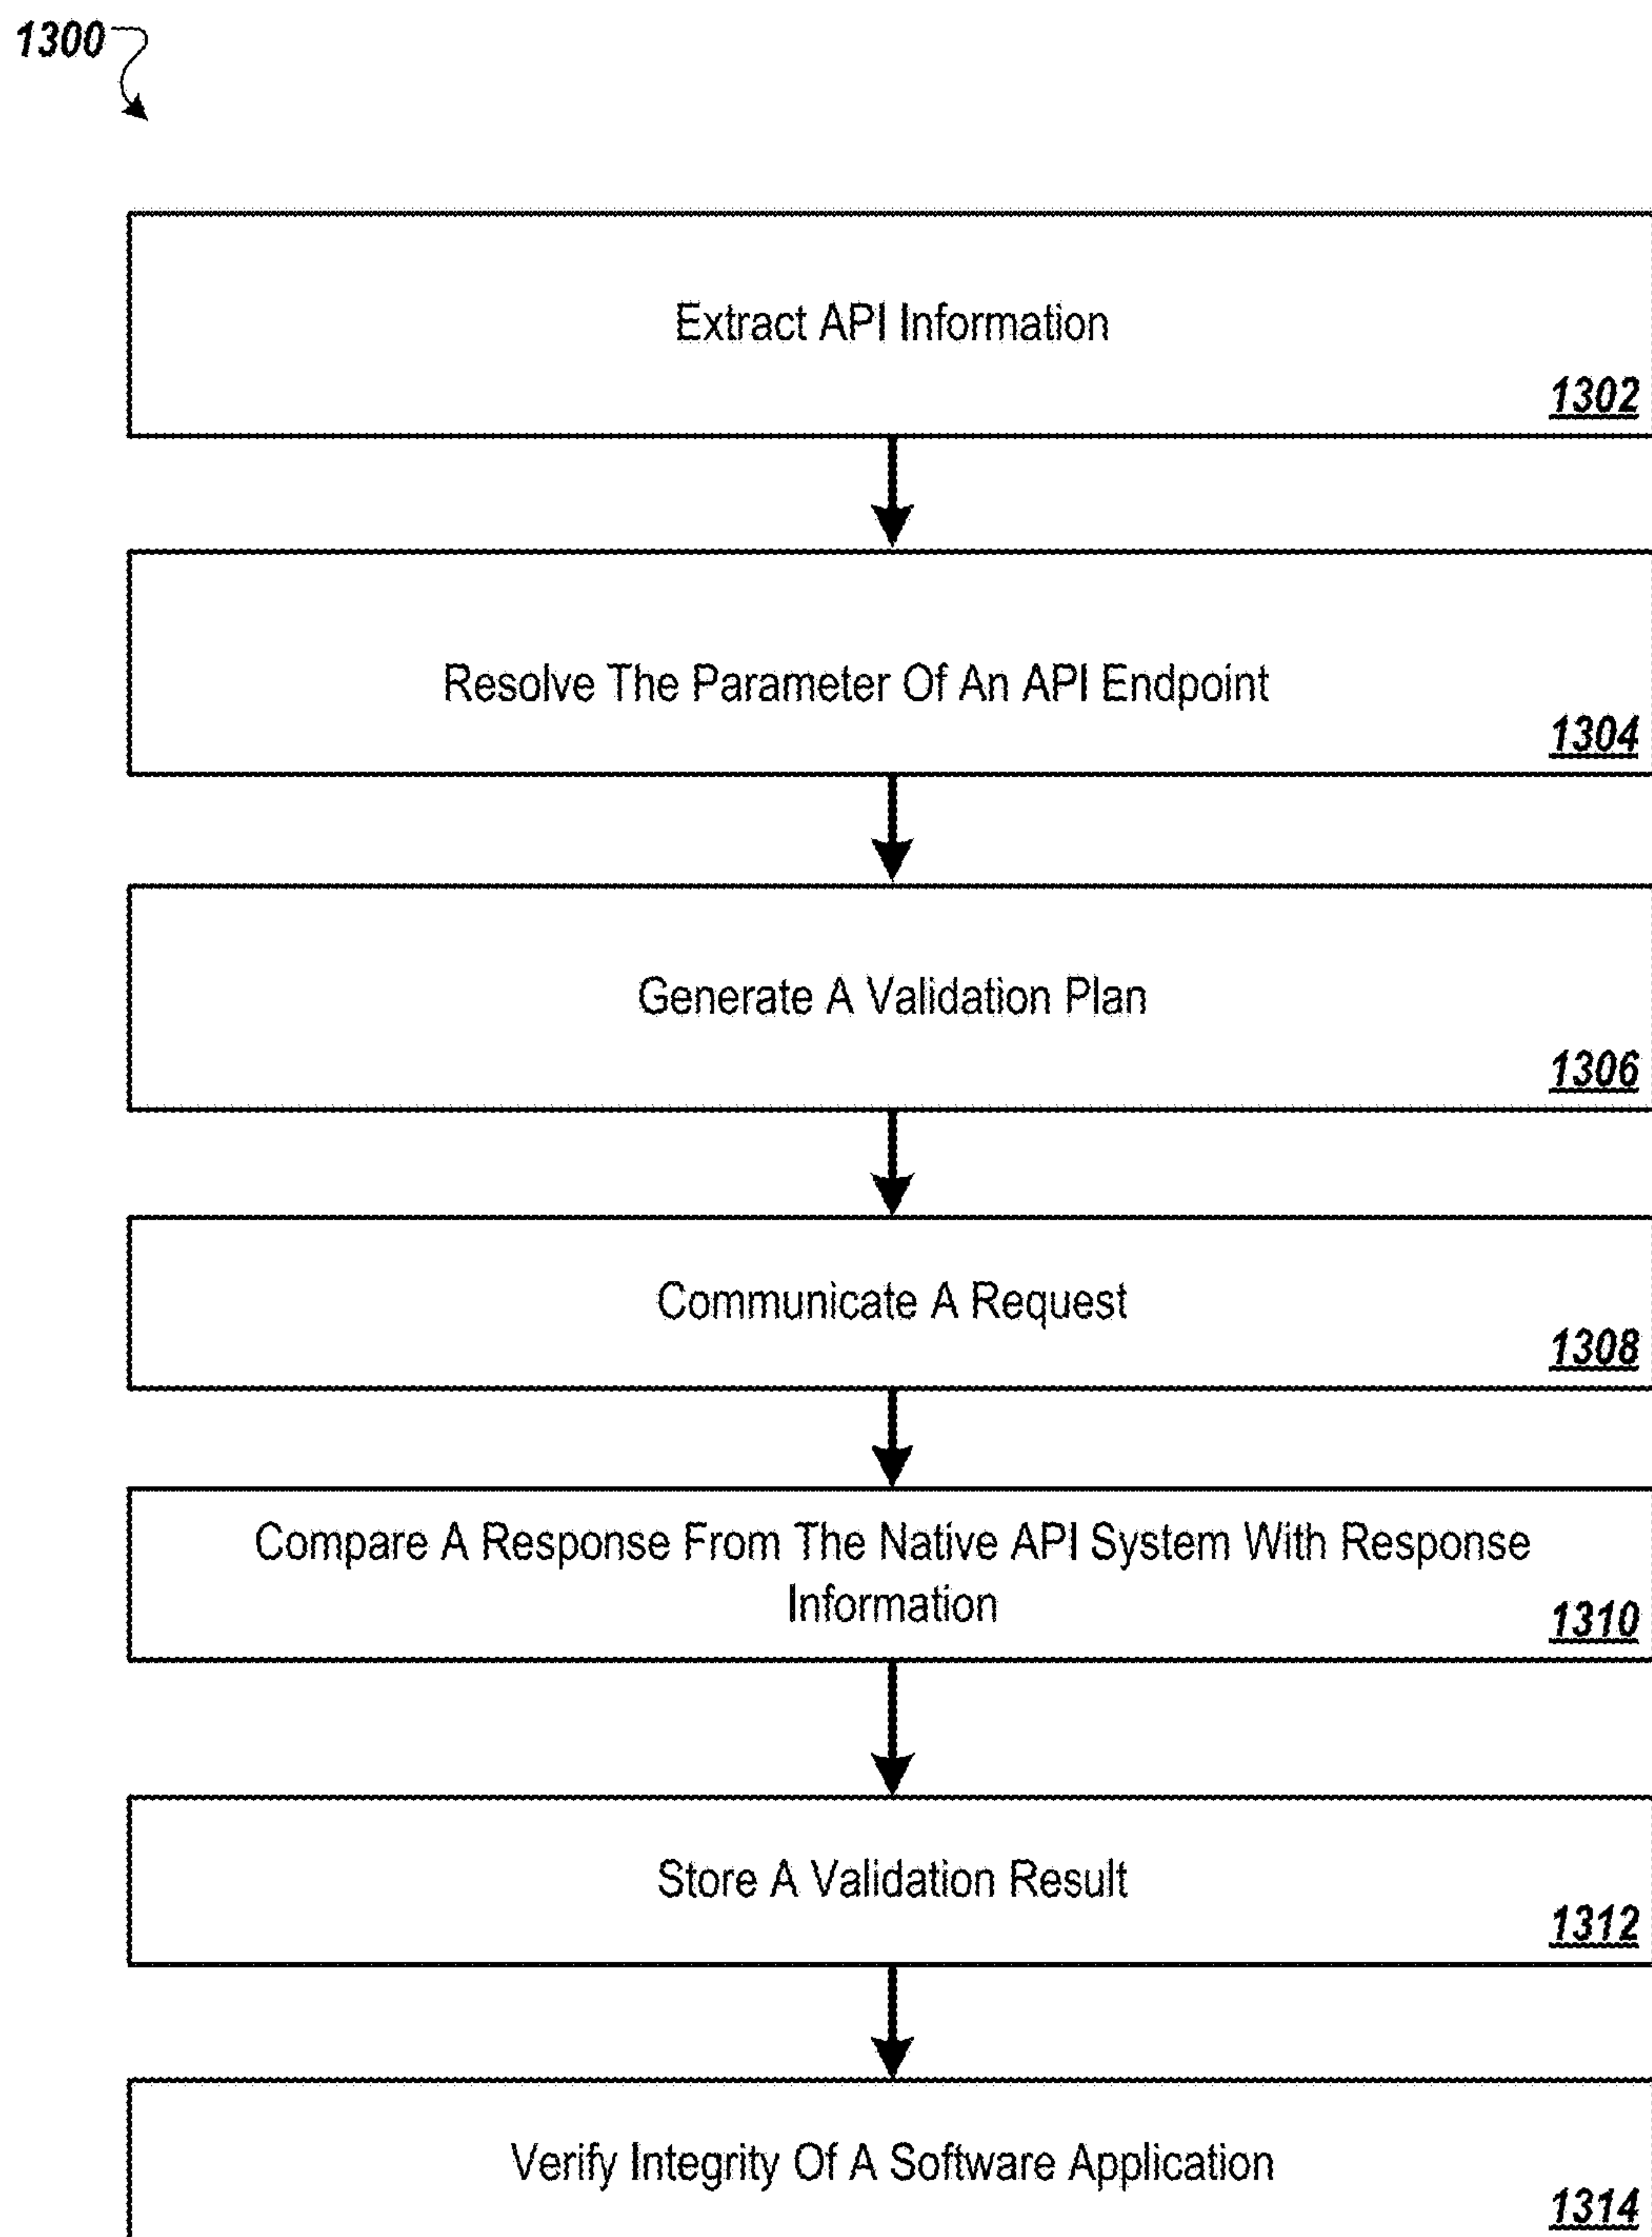 1300
Extract API Information
1302
Resolve The Parameter Of An API Endpoint
1304
Generate A Validation Plan
1306
Communicate A Request
1308
Compare A Response From The Native API System With Response
Information
1310
Store A Validation Result
1312
Verify Integrity Of A Software Application
1314